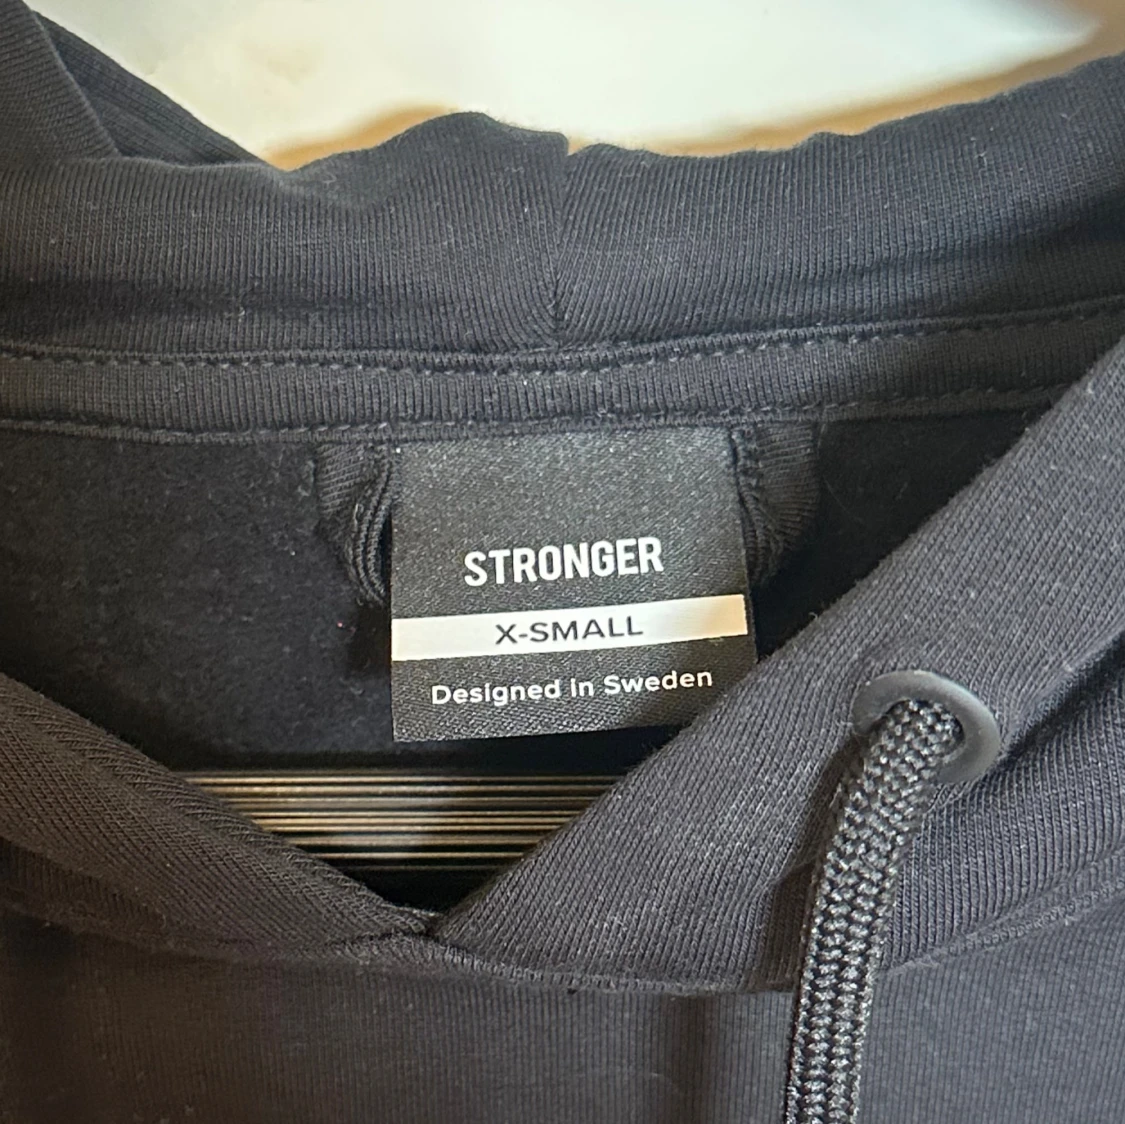 STRONGER
X-SMALL
Designed in Sweden